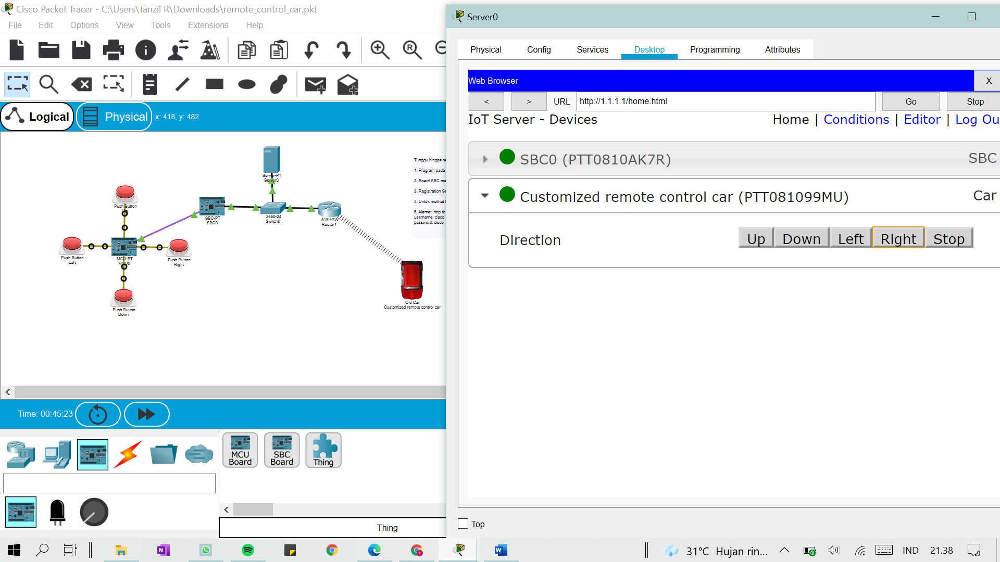 Cisco Packet Tracer - C:\Users\Tanzil R\Downloads\remote_control_car.pkt
File Edit Options View Tools Extensions Help
Logical Physical x: 418, y: 482
Server-PT
Server0
Push Button
SBC-PT
SBC0
2950-24
Switch0
819HGW
Router1
Push Button
Left
MCU-PT
MCU0
Push Button
Right
Push Button
Down
Old Car
Customized remote control car
Tunggu hingga se
1. Program pada
2. Board SBC me
3. Registration Se
4. Untuk melihat
5. Alamat :http to
username: cisco
password: cisco
Time: 00:45:23
MCU
Board
SBC
Board
Thing
Thing
Server0
Physical Config Services Desktop Programming Attributes
Web Browser X
< > URL http://1.1.1.1/home.html Go Stop
IoT Server - Devices Home | Conditions | Editor | Log Ou
SBC0 (PTT0810AK7R) SBC
Customized remote control car (PTT081099MU) Car
Direction Up Down Left Right Stop
Top
31°C Hujan rin... IND 21.38